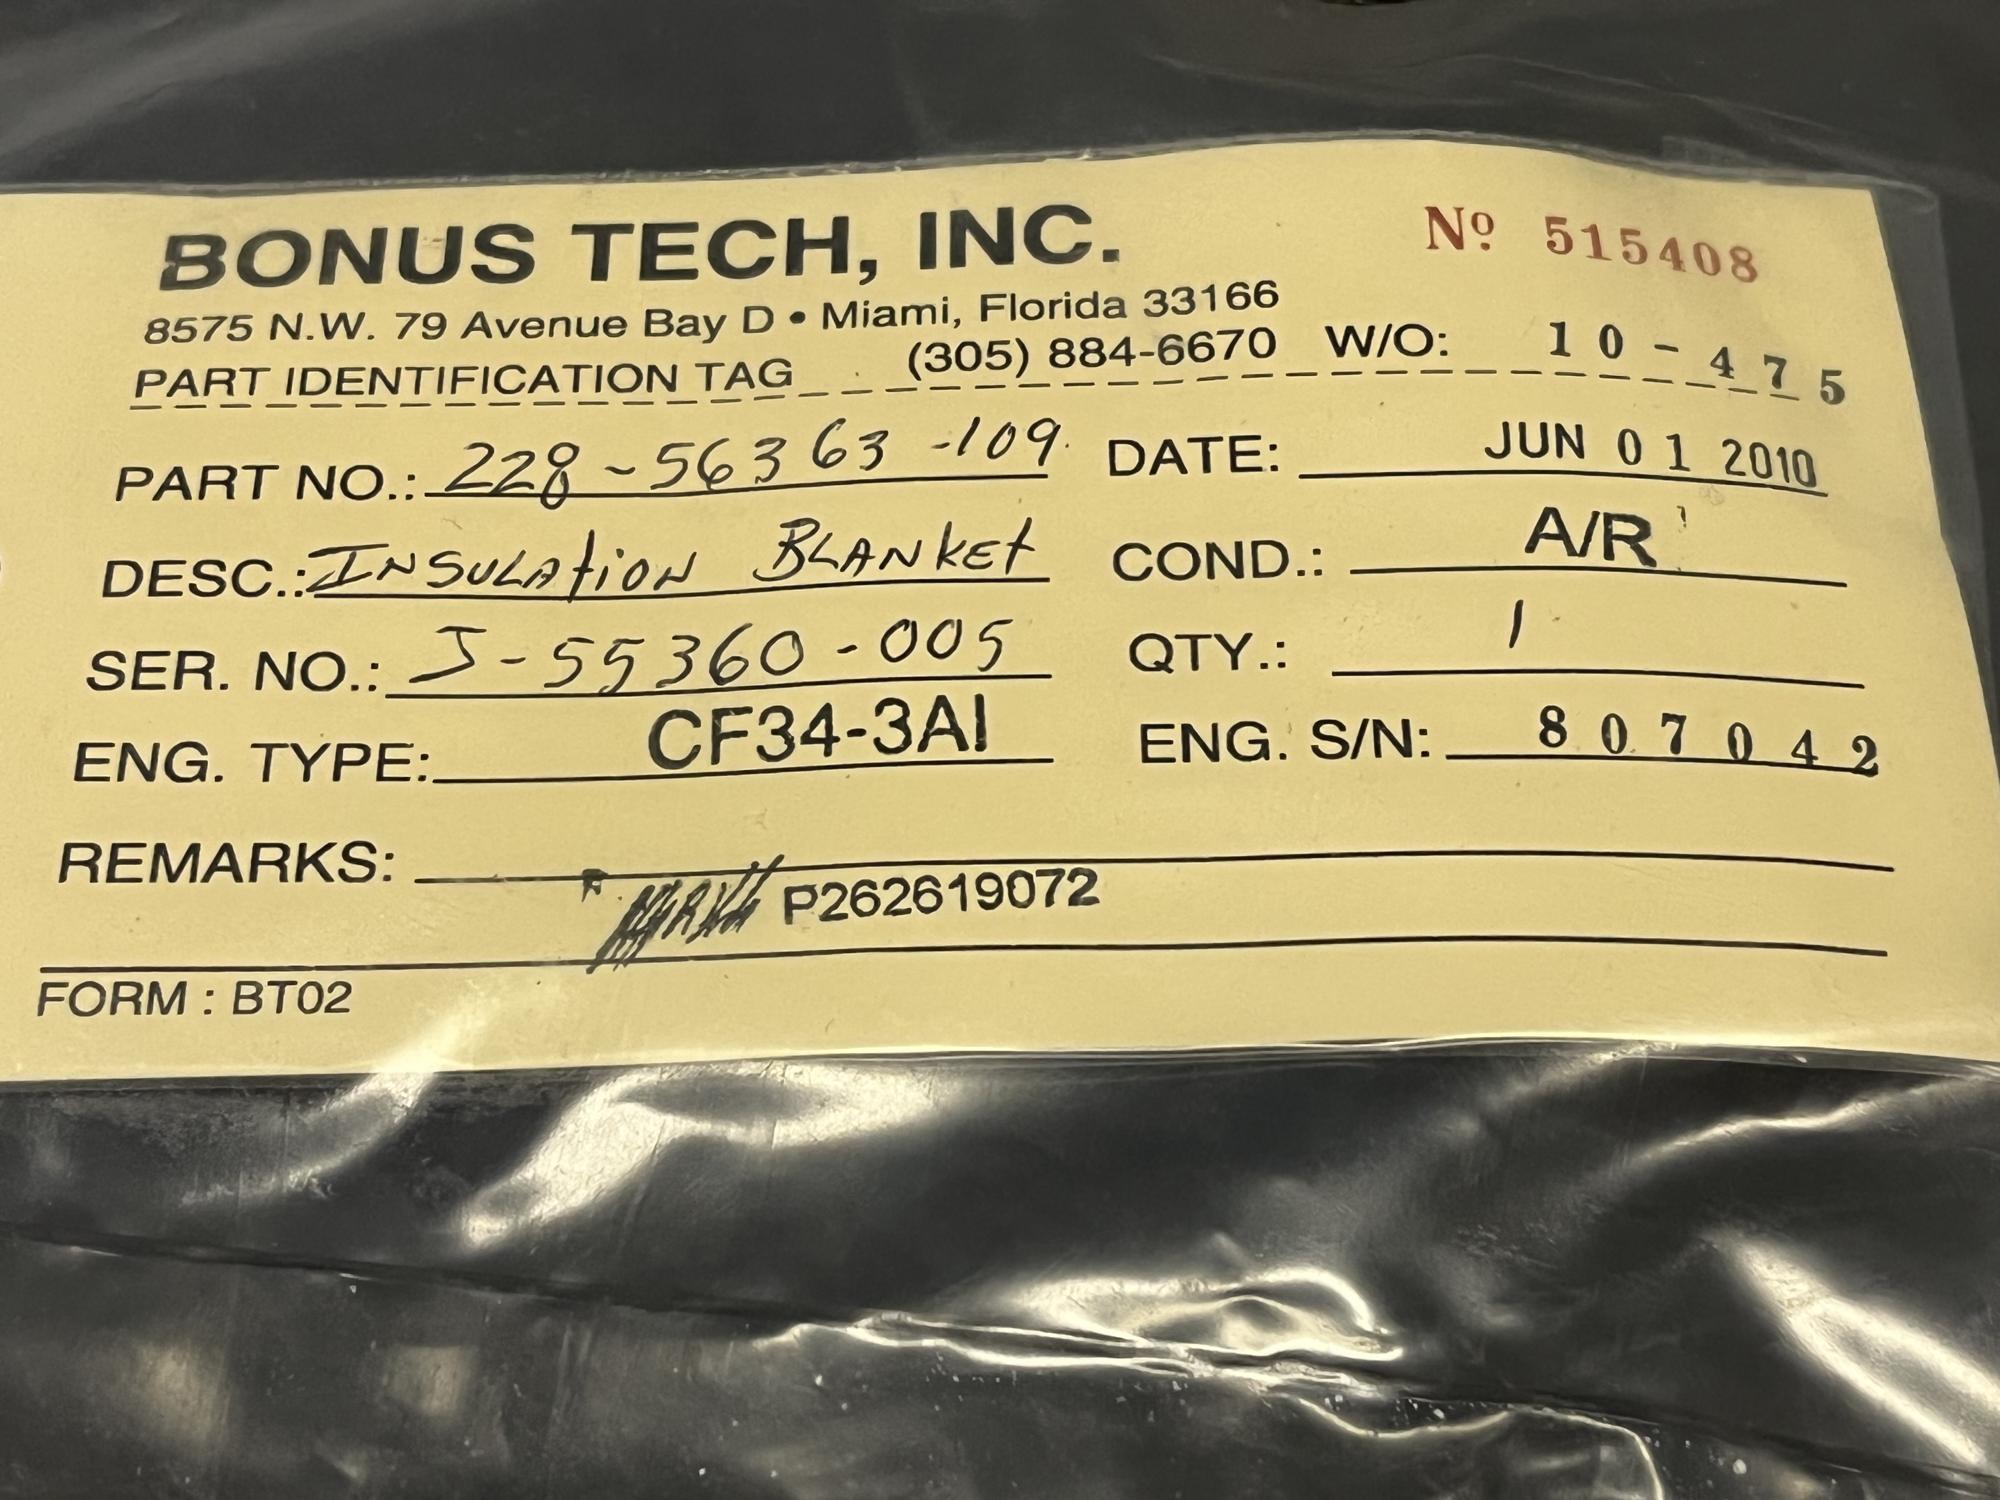 BONUS TECH, INC.
Nº 515408
8575 N.W. 79 Avenue Bay D • Miami, Florida 33166
PART IDENTIFICATION TAG (305) 884-6670 W/O: 10-475
PART NO.: 228-56363-109 DATE: JUN 01 2010
DESC.: INSULAtiON BLANKEt COND.: A/R
SER. NO.: J-55360-005 QTY.: 1
ENG. TYPE: CF34-3AI ENG. S/N: 807042
REMARKS:
P262619072
FORM : BT02